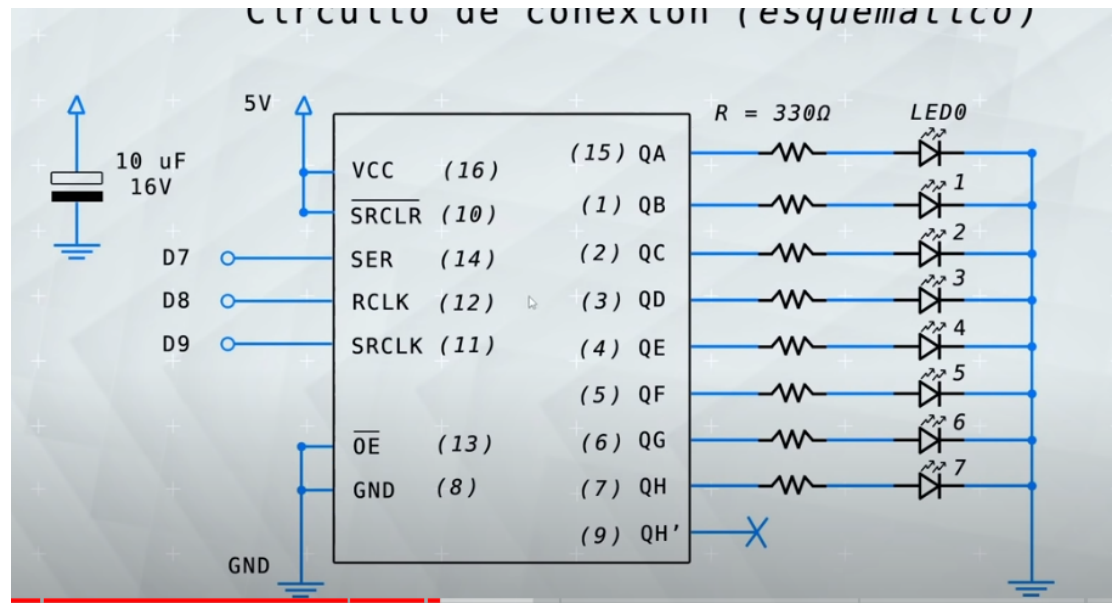 Circuito de conexión (esquemático)
5V
R = 330Ω
LED0
10 uF
16V
VCC (16)
SRCLR (10)
D7
SER (14)
D8
RCLK (12)
D9
SRCLK (11)
OE (13)
GND (8)
GND
(15) QA
(1) QB
1
(2) QC
2
(3) QD
3
(4) QE
4
(5) QF
5
(6) QG
6
(7) QH
7
(9) QH’